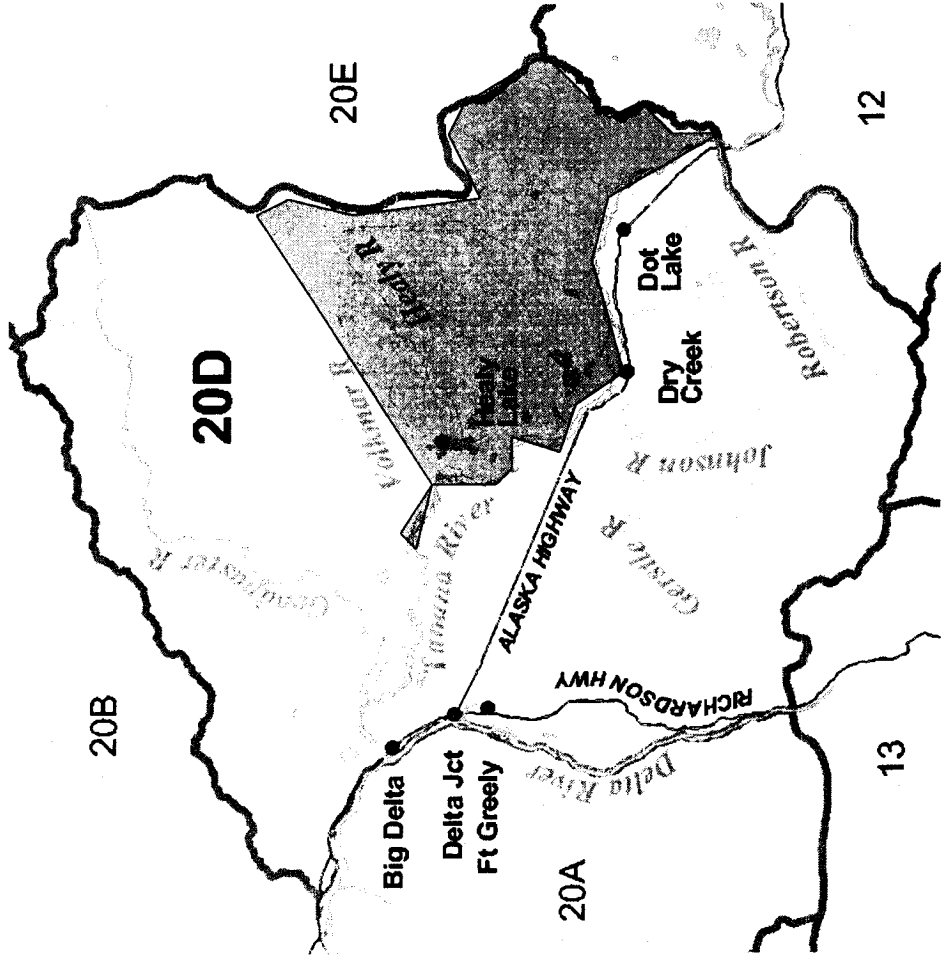 20E
20B
20D
Healy R
Volkmar R
Goodpaster R
Healy
Lake
Tanana River
12
Dot
Lake
Dry
Creek
Robertson R
Johnson R
Gerstle R
ALASKA HIGHWAY
RICHARDSON HWY
Big Delta
Delta Jct
Ft Greely
Delta River
20A
13